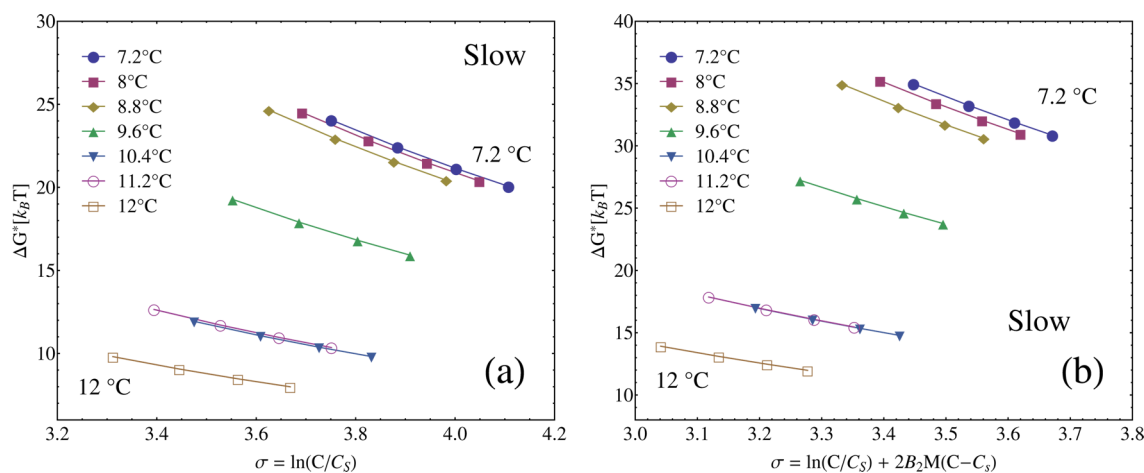 30
25
20
15
10
ΔG*[k_BT]
7.2°C
8°C
8.8°C
9.6°C
10.4°C
11.2°C
12°C
Slow
7.2 °C
12 °C
(a)
3.2 3.4 3.6 3.8 4.0 4.2
σ = ln(C/C_S)
40
35
30
25
20
15
10
ΔG*[k_BT]
7.2°C
8°C
8.8°C
9.6°C
10.4°C
11.2°C
12°C
7.2 °C
Slow
12 °C
(b)
3.0 3.1 3.2 3.3 3.4 3.5 3.6 3.7 3.8
σ = ln(C/C_S) + 2B₂M(C−C_s)